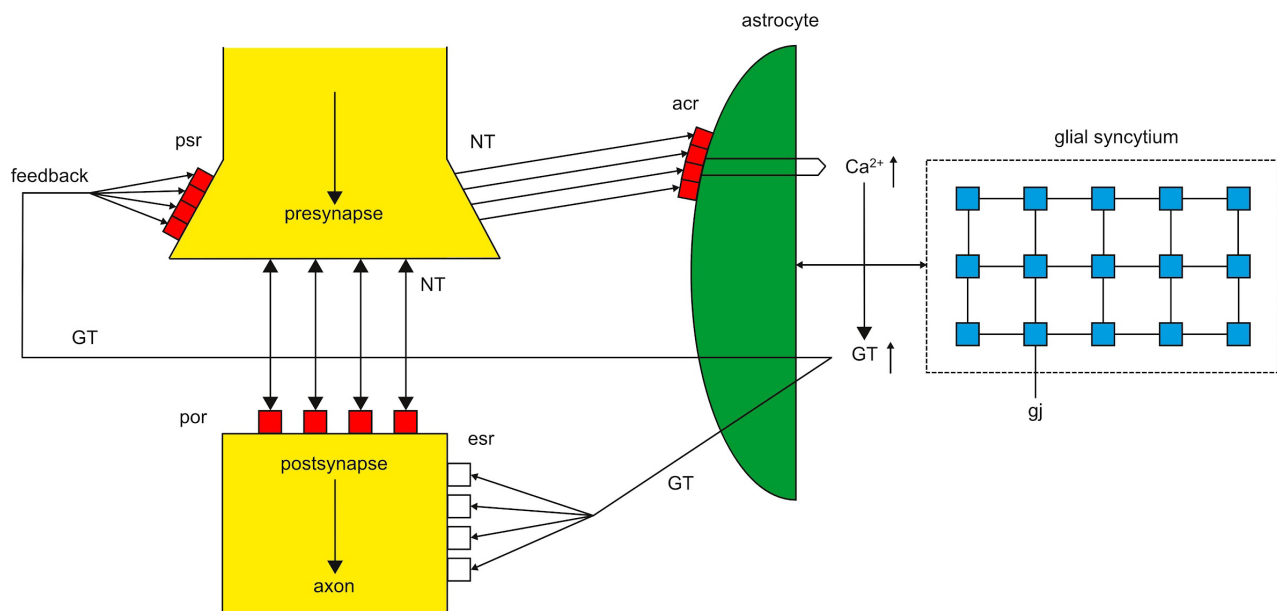 astrocyte
acr
NT
psr
glial syncytium
feedback
Ca²⁺
presynapse
NT
GT
GT
gj
por
esr
postsynapse
GT
axon